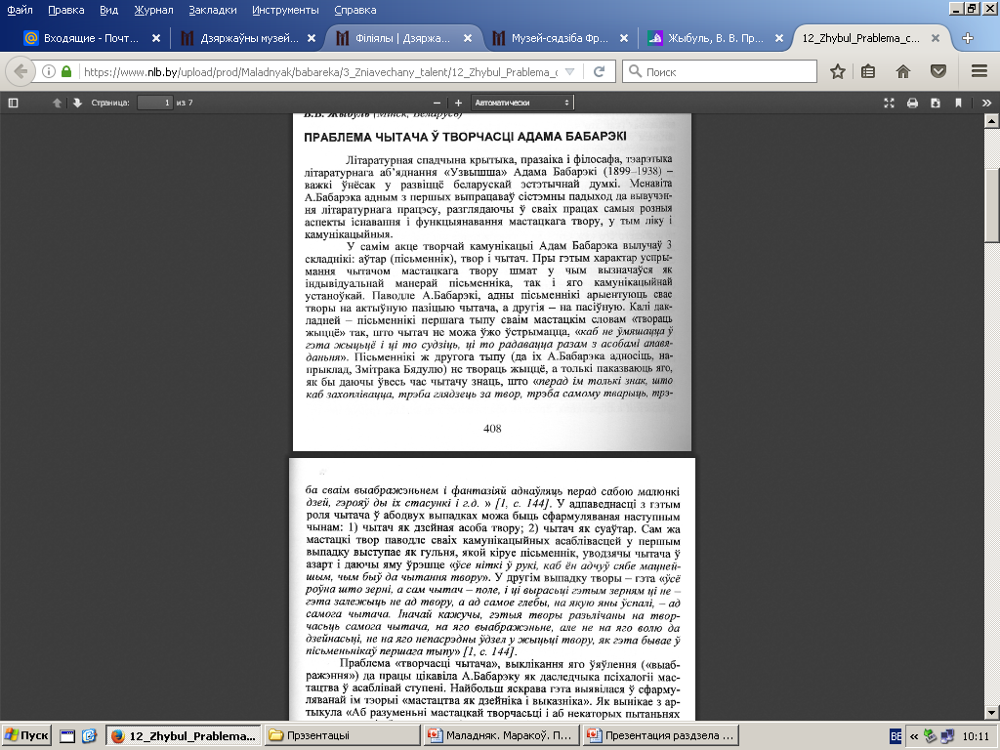 Файл Правка Вид Журнал Закладки Инструменты Справка
Входящие - Почт... Дзяржаўны музей... Філіялы | Дзяржа... Музей-сядзіба Фр... Жыбуль, В. В. Пр... 12_Zhybul_Prablema_c...
https://www.nlb.by/upload/prod/Maladnyak/babareka/3_Zniavechany_talent/12_Zhybul_Prablema_c Поиск
Страница: 1 из 7 Автоматически
В.В. Жыбуль (Мінск, Беларусь)
ПРАБЛЕМА ЧЫТАЧА Ў ТВОРЧАСЦІ АДАМА БАБАРЭКІ
Літаратурная спадчына крытыка, празаіка і філосафа, тэарэтыка
літаратурнага аб’яднання «Узвышша» Адама Бабарэкі (1899–1938) –
важкі ўнёсак у развіццё беларускай эстэтычнай думкі. Менавіта
А.Бабарэка адным з першых выпрацаваў сістэмны падыход да вывучэн-
ня літаратурнага працэсу, разглядаючы ў сваіх працах самыя розныя
аспекты існавання і функцыянавання мастацкага твору, у тым ліку і
камунікацыйныя.
У самім акце творчай камунікацыі Адам Бабарэка вылучаў 3
складнікі: аўтар (пісьменнік), твор і чытач. Пры гэтым характар успры-
мання чытачом мастацкага твору шмат у чым вызначаўся як
індывідуальнай манерай пісьменніка, так і яго камунікацыйнай
устаноўкай. Паводле А.Бабарэкі, адны пісьменнікі арыентуюць свае
творы на актыўную пазіцыю чытача, а другія – на пасіўную. Калі дак-
ладней – пісьменнікі першага тыпу сваім мастацкім словам «твораць
жыццё» так, што чытач не можа ўжо ўстрымацца, «каб не ўмяшацца ў
гэта жыцьцё і ці то судзіць, ці то радавацца разам з асобамі апавя-
даньня». Пісьменнікі ж другога тыпу (да іх А.Бабарэка адносіць, на-
прыклад, Змітрака Бядулю) не твораць жыццё, а толькі паказваюць яго,
як бы даючы ўвесь час чытачу знаць, што «перад ім толькі знак, што
каб захоплівацца, трэба глядзець за твор, трэба самому тварыць, трэ-
408
ба сваім выабражэньнем і фантазіяй аднаўляць перад сабою малюнкі
дзей, гэрояў ды іх стасункі і г.д. » [1, с. 144]. У адпаведнасці з гэтым
роля чытача ў абодвух выпадках можа быць сфармуляваная наступным
чынам: 1) чытач як дзейная асоба твору; 2) чытач як суаўтар. Сам жа
мастацкі твор паводле сваіх камунікацыйных асаблівасцей у першым
выпадку выступае як гульня, якой кіруе пісьменнік, уводзячы чытача ў
азарт і даючы яму ўрэшце «ўсе ніткі ў рукі, каб ён адчуў сябе мацней-
шым, чым быў да чытання твору». У другім выпадку творы – гэта «ўсё
роўна што зерні, а сам чытач – поле, і ці вырасьці гэтым зерням ці не –
гэта залежыць не ад твору, а ад самое глебы, на якую яны ўспалі, – ад
самога чытача. Іначай кажучы, гэтыя творы разьлічаны на твор-
часьць самога чытача, на яго выабражэньне, але не на яго волю да
дзейнасьці, не на яго непасрэдны ўдзел у жыцьці твору, як гэта бывае ў
пісьменьнікаў першага тыпу» [1, с. 144].
Праблема «творчасці чытача», выклікання яго ўяўлення («выаб-
ражэння») да працы цікавіла А.Бабарэку як даследчыка псіхалогіі мас-
тацтва ў асаблівай ступені. Найбольш яскрава гэта выявілася ў сфарму-
ляванай ім тэорыі «мастацтва як дзейніка і выказніка». Як вынікае з ар-
тыкула «Аб разуменьні мастацкай творчасьці і аб некаторых пытаньнях
Пуск 12_Zhybul_Prablema... Прэзентацыі Маладняк. Маракоў. П... Презентация раздзела ... BE 10:11